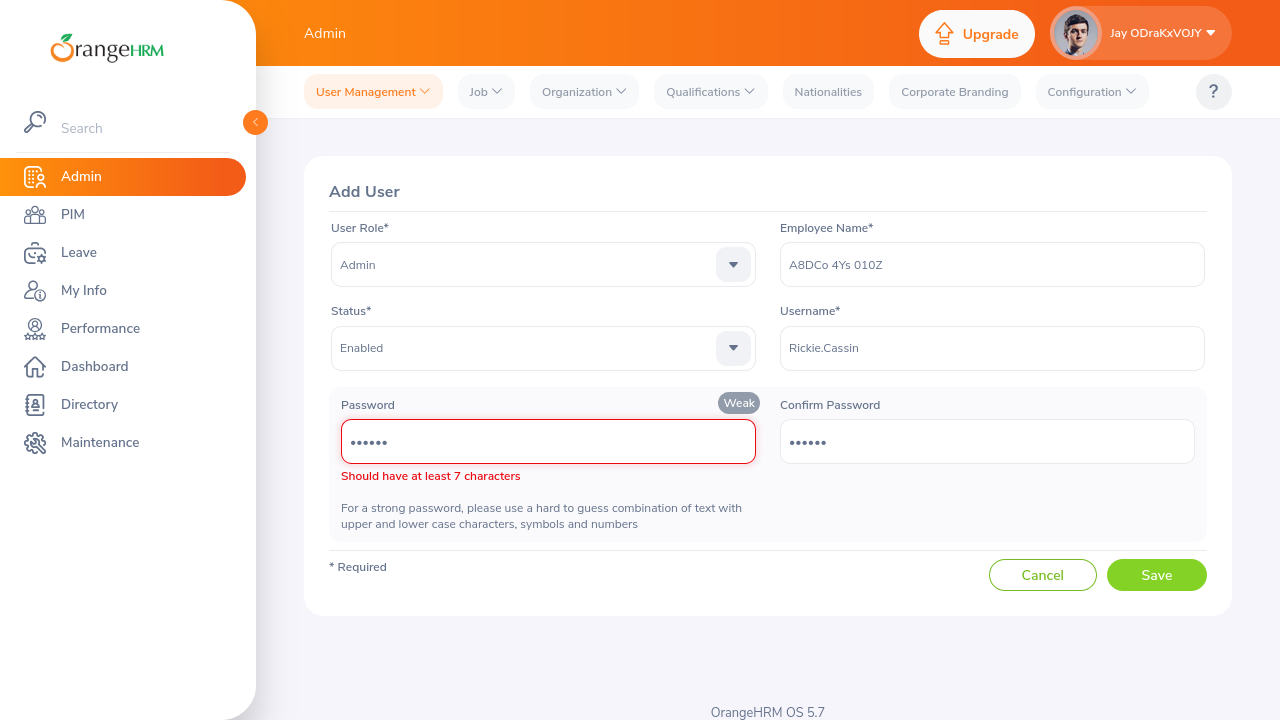 OrangeHRM
Admin
Upgrade
Jay ODraKxVOJY
User Management
Job
Organization
Qualifications
Nationalities
Corporate Branding
Configuration
?
Search
Admin
PIM
Leave
My Info
Performance
Dashboard
Directory
Maintenance
Add User
User Role*
Employee Name*
Admin
A8DCo 4Ys 010Z
Status*
Username*
Enabled
Rickie.Cassin
Password
Weak
Confirm Password
••••••
••••••
Should have at least 7 characters
For a strong password, please use a hard to guess combination of text with
upper and lower case characters, symbols and numbers
* Required
Cancel
Save
OrangeHRM OS 5.7